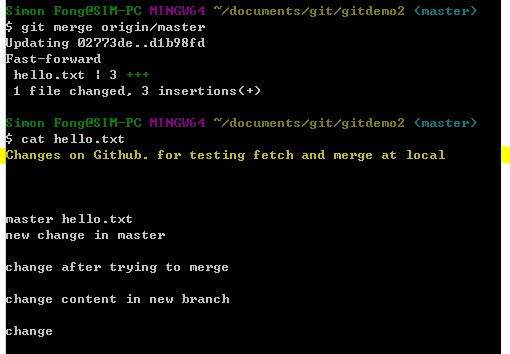 Simon Fong@SIM-PC MINGW64 ~/documents/git/gitdemo2 (master)
$ git merge origin/master
Updating 02773de..d1b98fd
Fast-forward
 hello.txt | 3 +++
 1 file changed, 3 insertions(+)
Simon Fong@SIM-PC MINGW64 ~/documents/git/gitdemo2 (master)
$ cat hello.txt
Changes on Github. for testing fetch and merge at local
master hello.txt
new change in master
change after trying to merge
change content in new branch
change